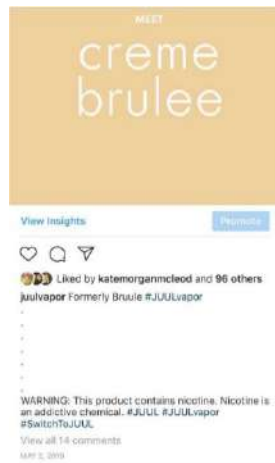 MEET
creme
brulee
View Insights
Promote
Liked by katemorganmcleod and 96 others
juulvapor Formerly Bruule #JUULvapor
.
.
.
.
.
.
WARNING: This product contains nicotine. Nicotine is
an addictive chemical. #JUUL #JUULvapor
#SwitchToJUUL
View all 14 comments
MAY 2, 2019